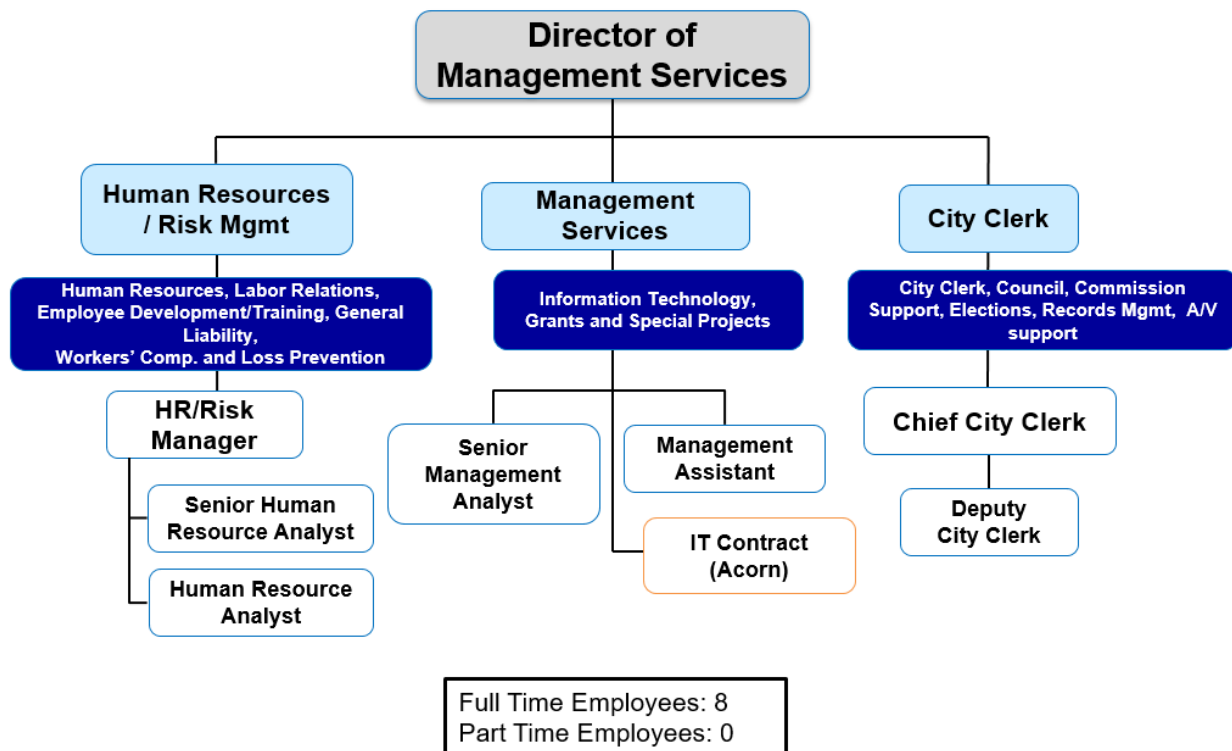 Director of
Management Services
Human Resources
/ Risk Mgmt
Management
Services
City Clerk
Human Resources, Labor Relations,
Employee Development/Training, General
Liability,
Workers' Comp. and Loss Prevention
Information Technology,
Grants and Special Projects
City Clerk, Council, Commission
Support, Elections, Records Mgmt,  A/V
support
HR/Risk
Manager
Senior Human
Resource Analyst
Human Resource
Analyst
Senior
Management
Analyst
Management
Assistant
IT Contract
(Acorn)
Chief City Clerk
Deputy
City Clerk
Full Time Employees: 8
Part Time Employees: 0